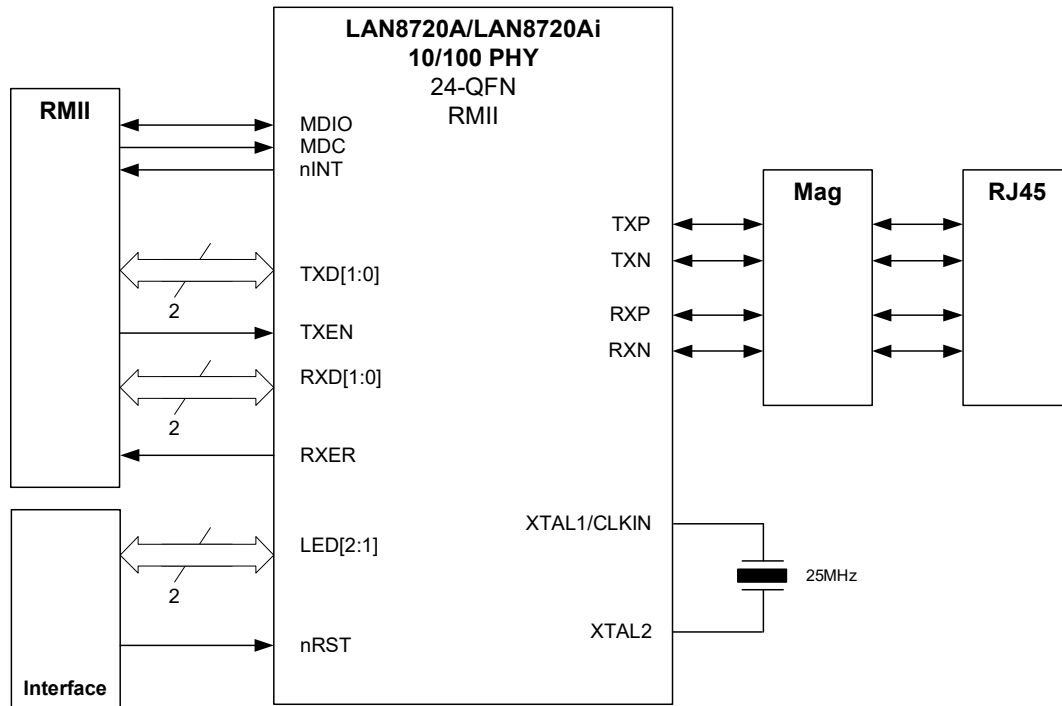 LAN8720A/LAN8720Ai
10/100 PHY
24-QFN
RMII
RMII
MDIO
MDC
nINT
TXD[1:0]
2
TXEN
RXD[1:0]
2
RXER
LED[2:1]
2
nRST
Interface
TXP
TXN
RXP
RXN
Mag
RJ45
XTAL1/CLKIN
25MHz
XTAL2